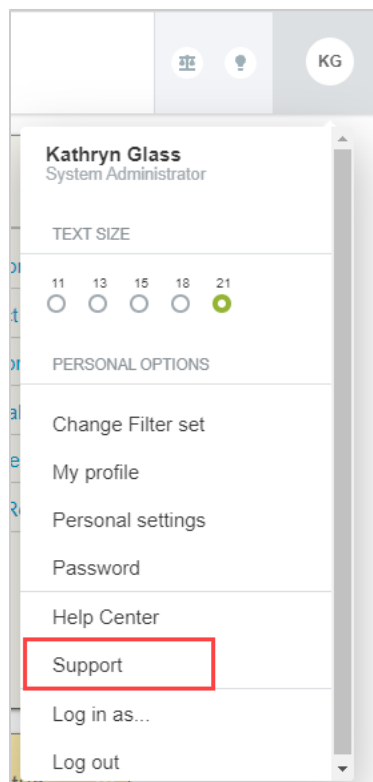 KG
Kathryn Glass
System Administrator
TEXT SIZE
11 13 15 18 21
PERSONAL OPTIONS
Change Filter set
My profile
Personal settings
Password
Help Center
Support
Log in as...
Log out